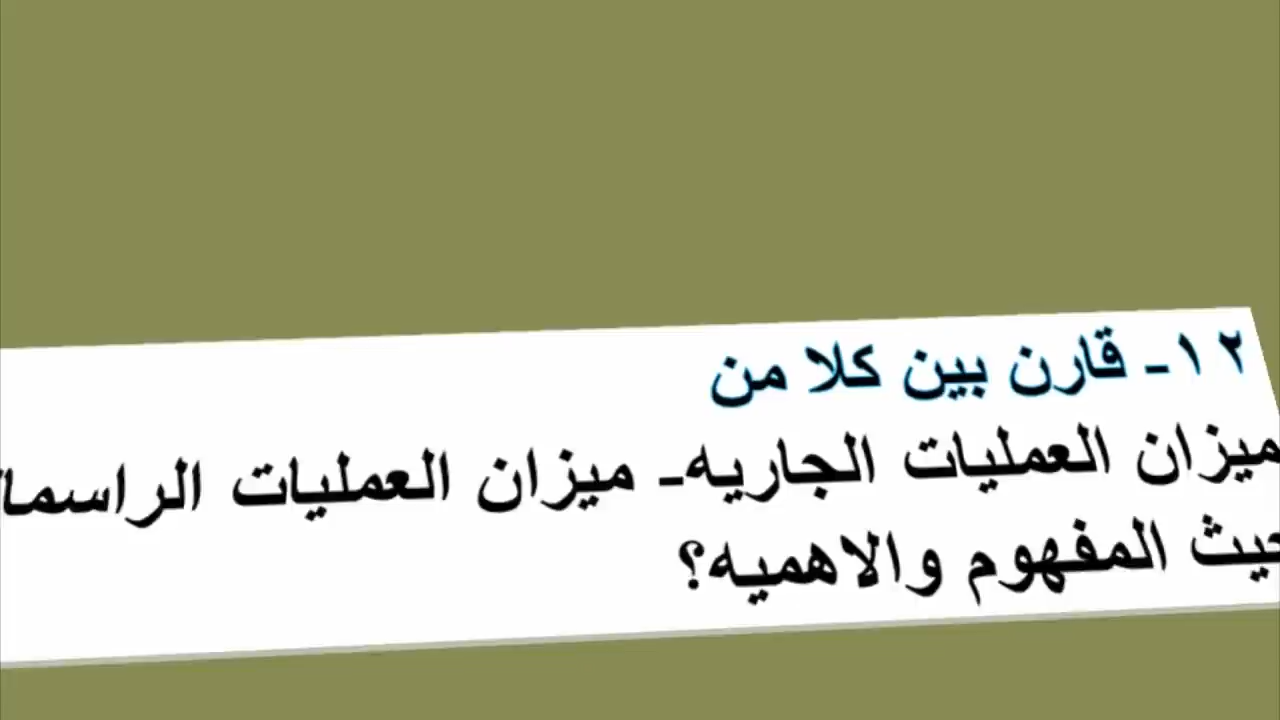 ١٢- قارن بين كلا من
ميزان العمليات الجاريه- ميزان العمليات
المفهوم والاهميه؟